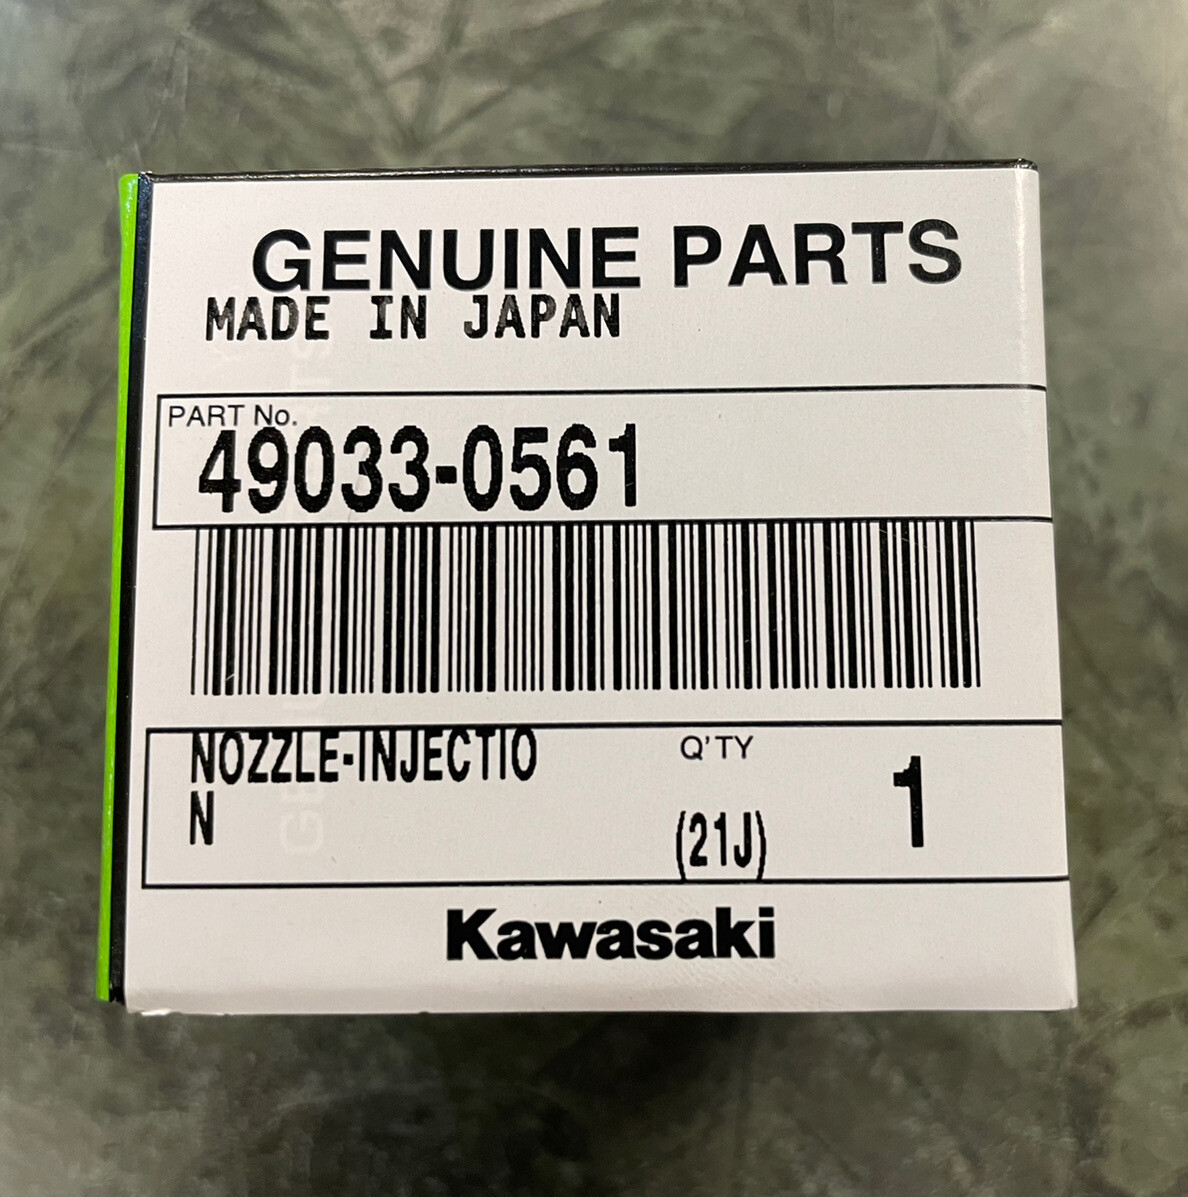 GENUINE PARTS
MADE IN JAPAN
PART No.
49033-0561
NOZZLE-INJECTIO
N
Q'TY
(21J)
1
Kawasaki